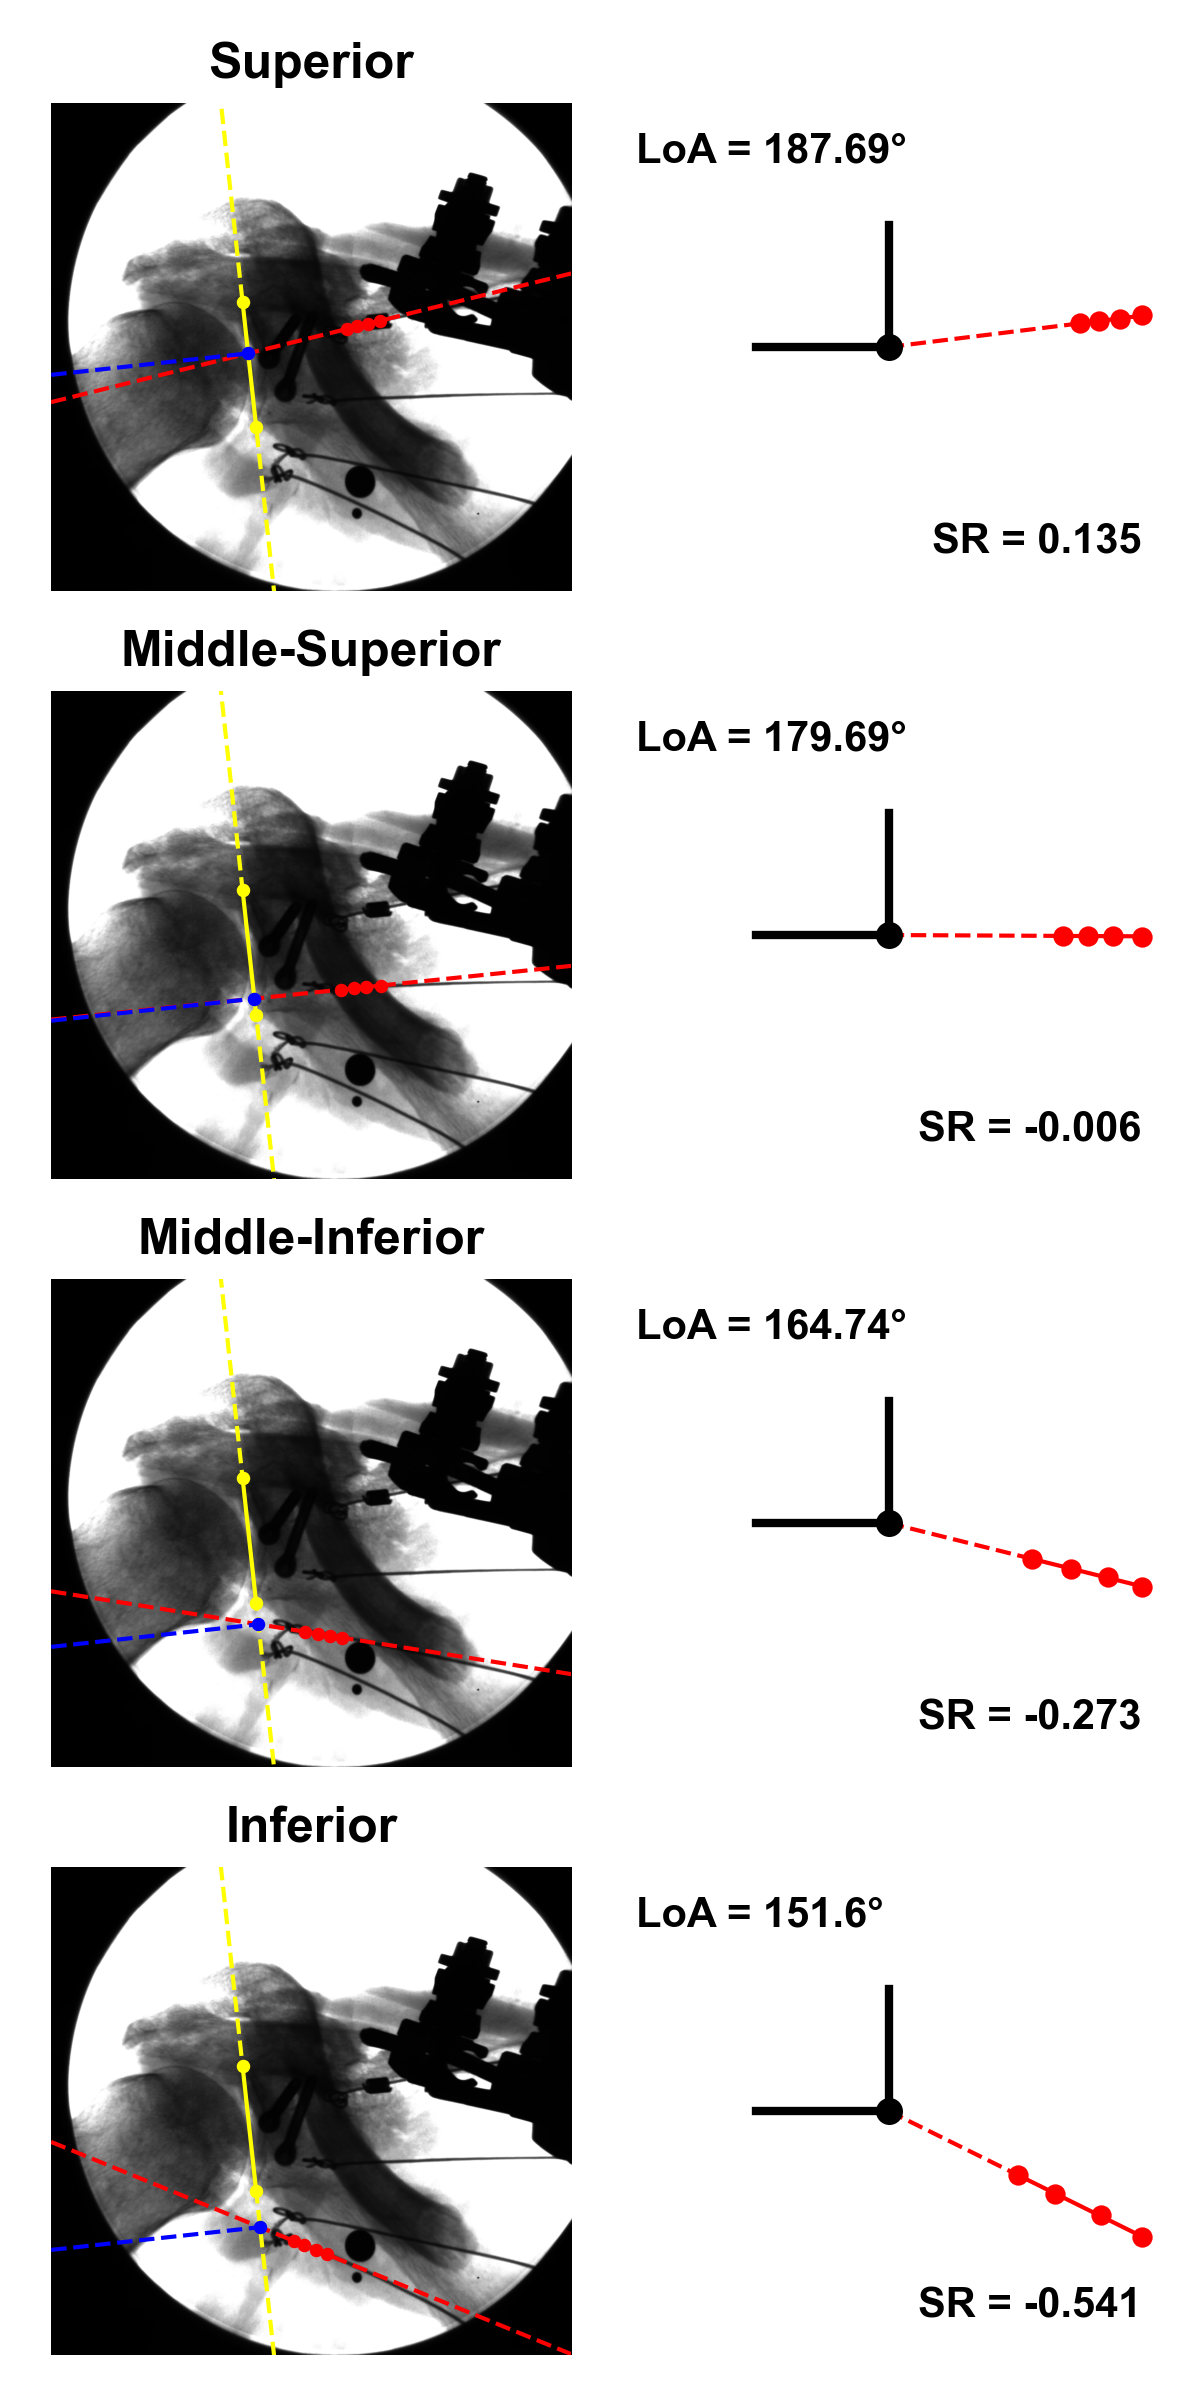 Superior
LoA = 187.69°
SR = 0.135
Middle-Superior
LoA = 179.69°
SR = -0.006
Middle-Inferior
LoA = 164.74°
SR = -0.273
Inferior
LoA = 151.6°
SR = -0.541